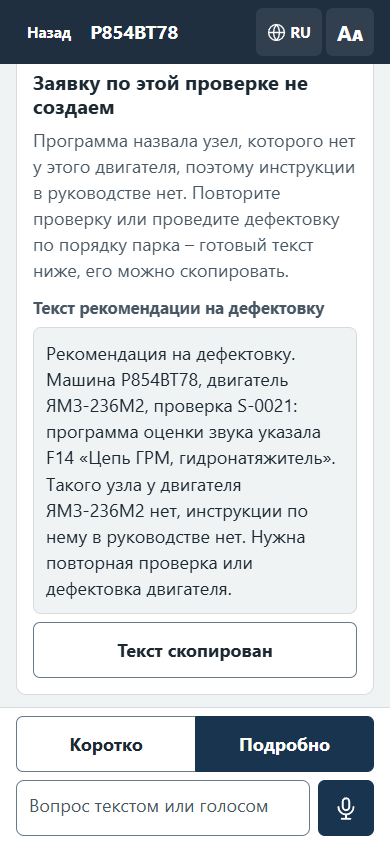 Назад
P854BT78
RU
AA
Заявку по этой проверке не
создаем
Программа назвала узел, которого нет
у этого двигателя, поэтому инструкции
в руководстве нет. Повторите
проверку или проведите дефектовку
по порядку парка – готовый текст
ниже, его можно скопировать.
Текст рекомендации на дефектовку
Рекомендация на дефектовку.
Машина P854BT78, двигатель
ЯМЗ-236М2, проверка S-0021:
программа оценки звука указала
F14 «Цепь ГРМ, гидронатяжитель».
Такого узла у двигателя
ЯМЗ-236М2 нет, инструкции по
нему в руководстве нет. Нужна
повторная проверка или
дефектовка двигателя.
Текст скопирован
Коротко
Подробно
Вопрос текстом или голосом